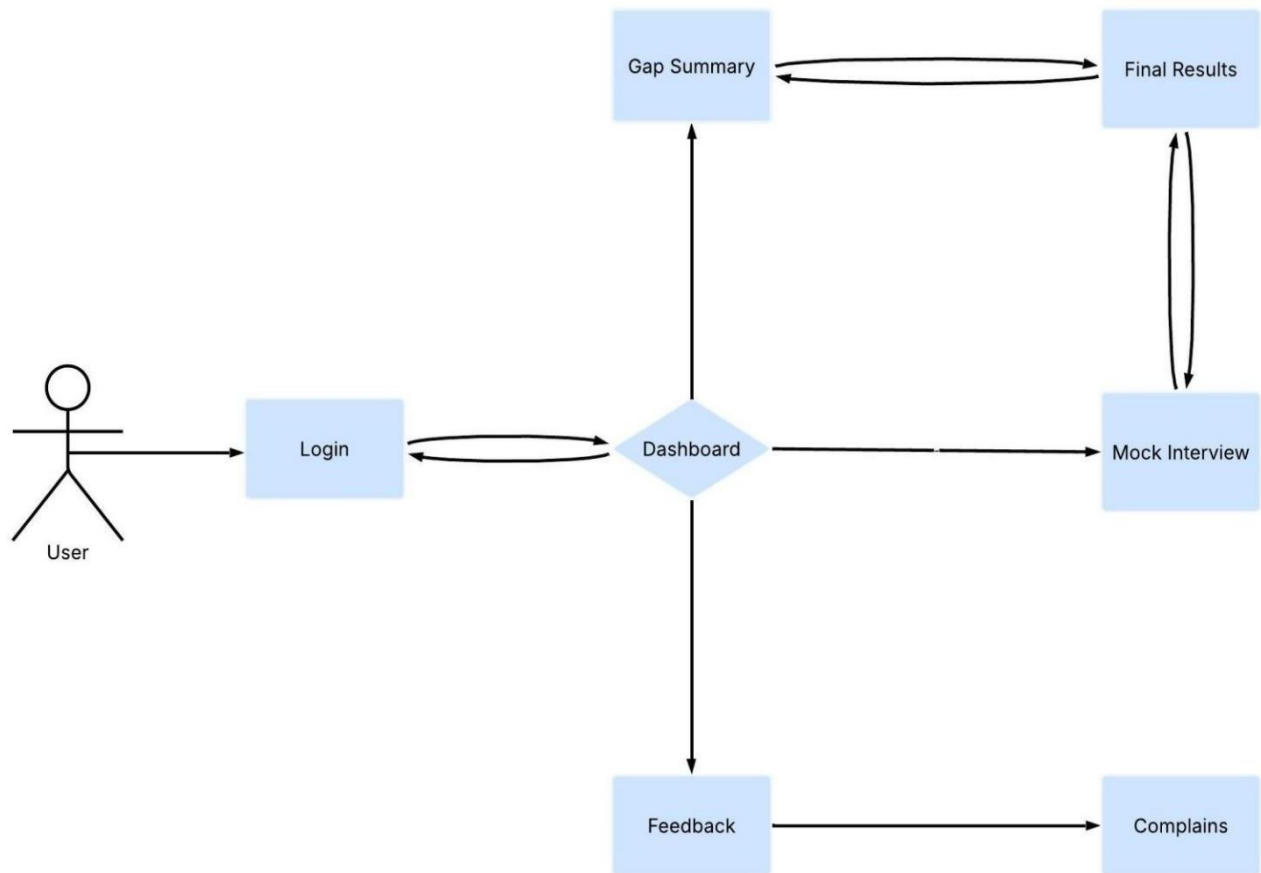 Gap Summary
Final Results
Login
Dashboard
Mock Interview
User
Feedback
Complains